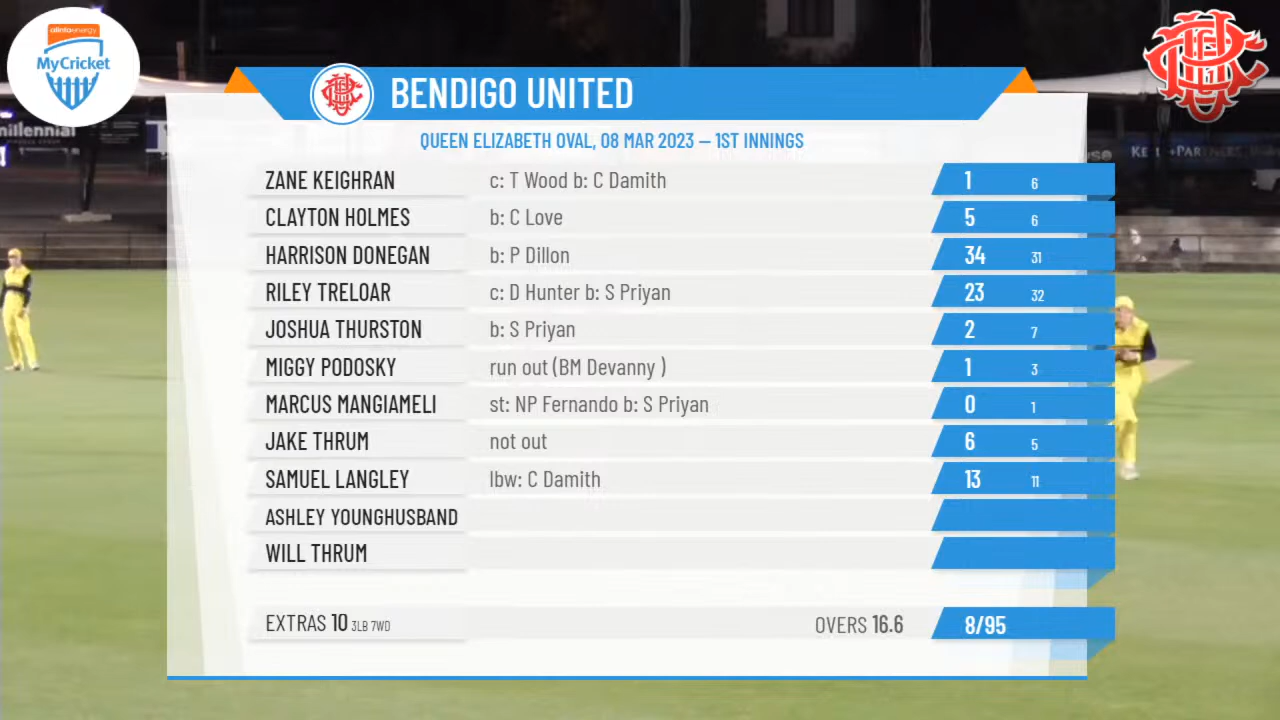 alintaenergy
MyCricket
BENDIGO UNITED
QUEEN ELIZABETH OVAL, 08 MAR 2023 – 1ST INNINGS
ZANE KEIGHRAN c: T Wood b: C Damith 1 6
CLAYTON HOLMES b: C Love 5 6
HARRISON DONEGAN b: P Dillon 34 31
RILEY TRELOAR c: D Hunter b: S Priyan 23 32
JOSHUA THURSTON b: S Priyan 2 7
MIGGY PODOSKY run out (BM Devanny ) 1 3
MARCUS MANGIAMELI st: NP Fernando b: S Priyan 0 1
JAKE THRUM not out 6 5
SAMUEL LANGLEY lbw: C Damith 13 11
ASHLEY YOUNGHUSBAND
WILL THRUM
EXTRAS 10 3LB 7WD OVERS 16.6 8/95
millennial